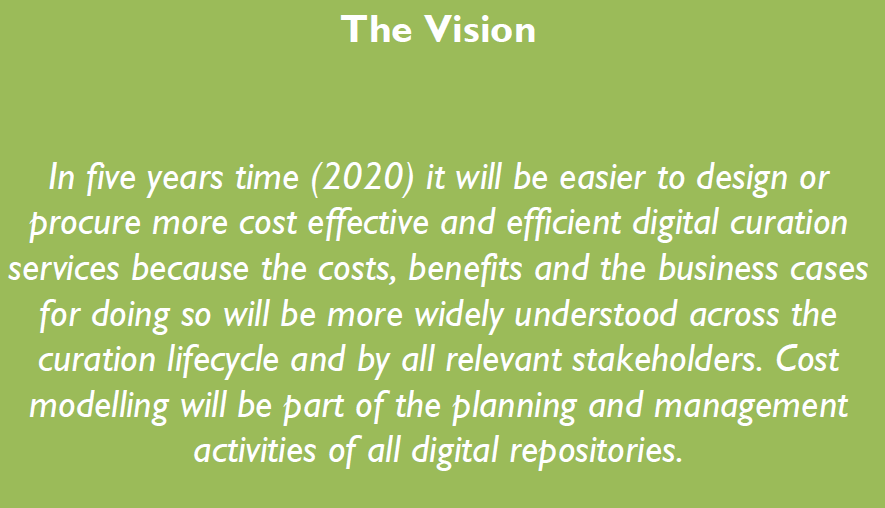 The Vision
In five years time (2020) it will be easier to design or
procure more cost effective and efficient digital curation
services because the costs, benefits and the business cases
for doing so will be more widely understood across the
curation lifecycle and by all relevant stakeholders. Cost
modelling will be part of the planning and management
activities of all digital repositories.